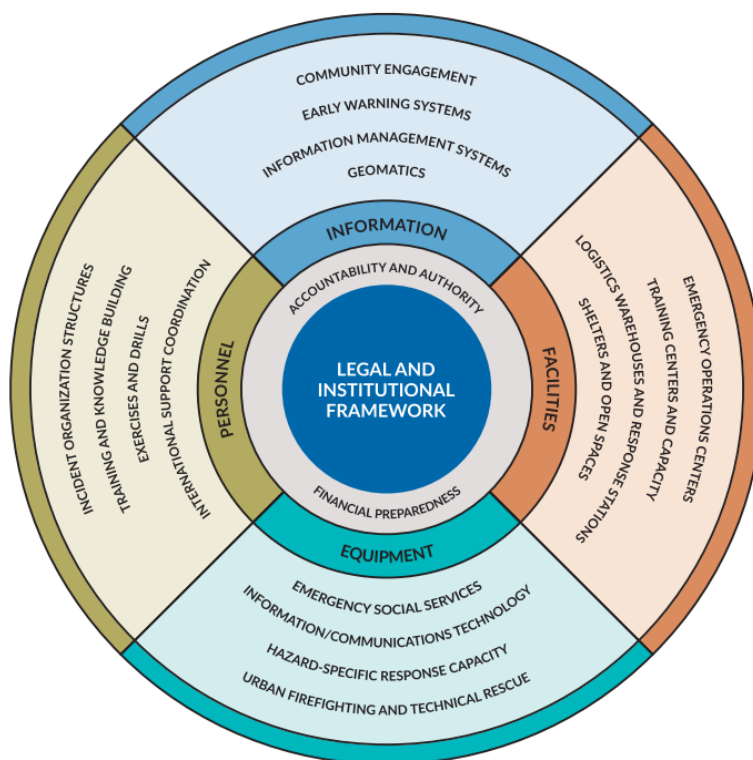 COMMUNITY ENGAGEMENT
EARLY WARNING SYSTEMS
INFORMATION MANAGEMENT SYSTEMS
GEOMATICS
INFORMATION
ACCOUNTABILITY AND AUTHORITY
LEGAL AND
INSTITUTIONAL
FRAMEWORK
FINANCIAL PREPAREDNESS
PERSONNEL
INCIDENT ORGANIZATION STRUCTURES
TRAINING AND KNOWLEDGE BUILDING
EXERCISES AND DRILLS
INTERNATIONAL SUPPORT COORDINATION
FACILITIES
EMERGENCY OPERATIONS CENTERS
TRAINING CENTERS AND CAPACITY
LOGISTICS WAREHOUSES AND RESPONSE STATIONS
SHELTERS AND OPEN SPACES
EQUIPMENT
EMERGENCY SOCIAL SERVICES
INFORMATION/COMMUNICATIONS TECHNOLOGY
HAZARD-SPECIFIC RESPONSE CAPACITY
URBAN FIREFIGHTING AND TECHNICAL RESCUE